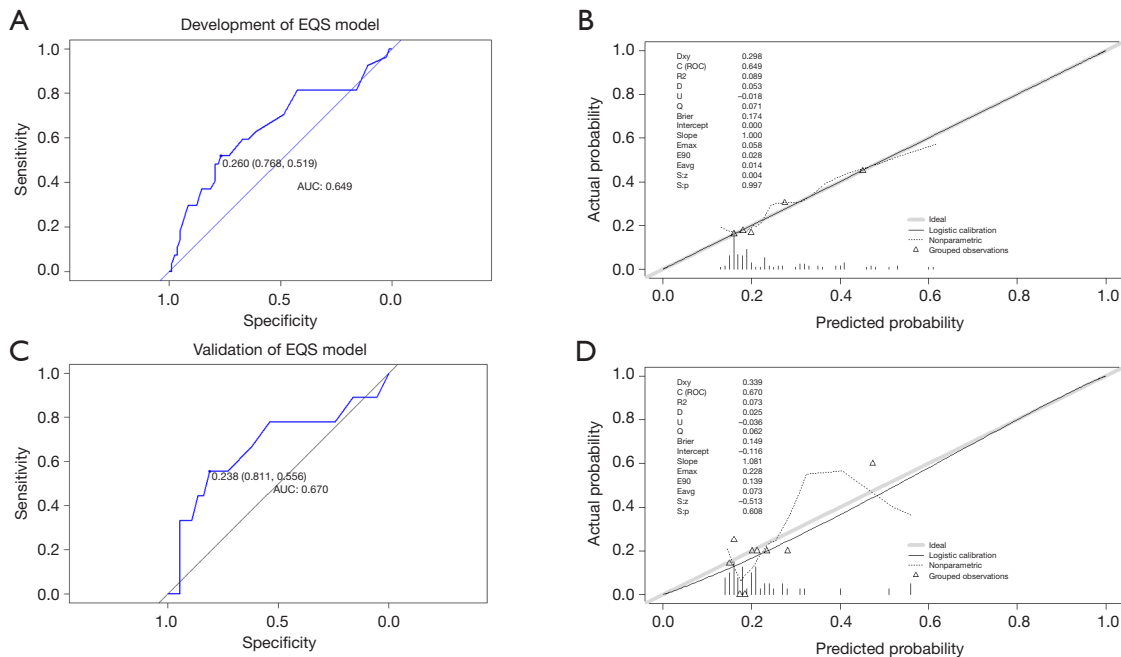 A
Development of EQS model
1.0
0.8
0.6
0.4
0.2
0.0
Sensitivity
0.260 (0.768, 0.519)
AUC: 0.649
1.0 0.5 0.0
Specificity
B
Dxy 0.298
C (ROC) 0.649
R2 0.089
D 0.053
U −0.018
Q 0.071
Brier 0.174
Intercept 0.000
Slope 1.000
Emax 0.058
E90 0.028
Eavg 0.014
S:z 0.004
S:p 0.997
1.0
0.8
0.6
0.4
0.2
0.0
Actual probability
Ideal
Logistic calibration
Nonparametric
Grouped observations
0.0 0.2 0.4 0.6 0.8 1.0
Predicted probability
C
Validation of EQS model
1.0
0.8
0.6
0.4
0.2
0.0
Sensitivity
0.238 (0.811, 0.556)
AUC: 0.670
1.0 0.5 0.0
Specificity
D
Dxy 0.339
C (ROC) 0.670
R2 0.073
D 0.025
U −0.036
Q 0.062
Brier 0.149
Intercept −0.116
Slope 1.081
Emax 0.228
E90 0.139
Eavg 0.073
S:z −0.513
S:p 0.608
1.0
0.8
0.6
0.4
0.2
0.0
Actual probability
Ideal
Logistic calibration
Nonparametric
Grouped observations
0.0 0.2 0.4 0.6 0.8 1.0
Predicted probability